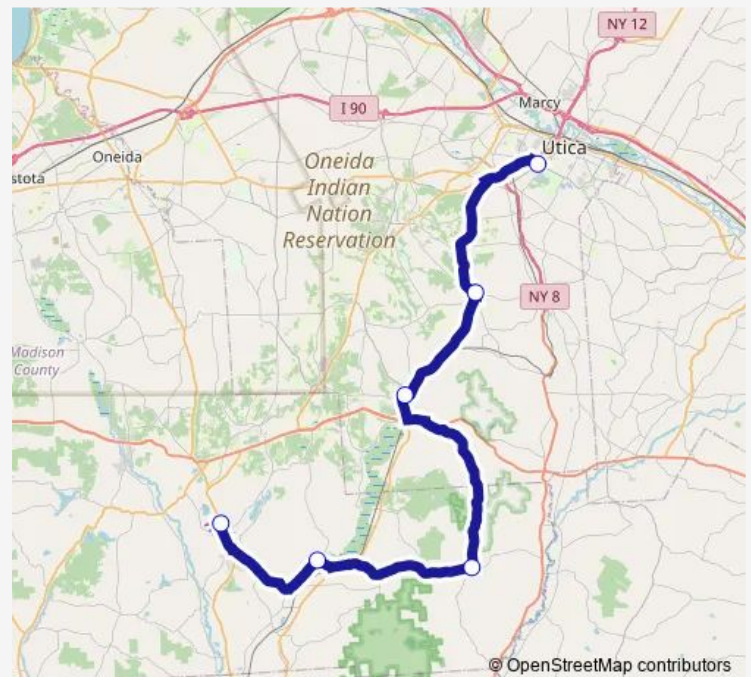 NY 12
Marcy
I 90
Utica
Oneida
stota
Oneida
Indian
Nation
Reservation
NY 8
Madison
County
© OpenStreetMap contributors